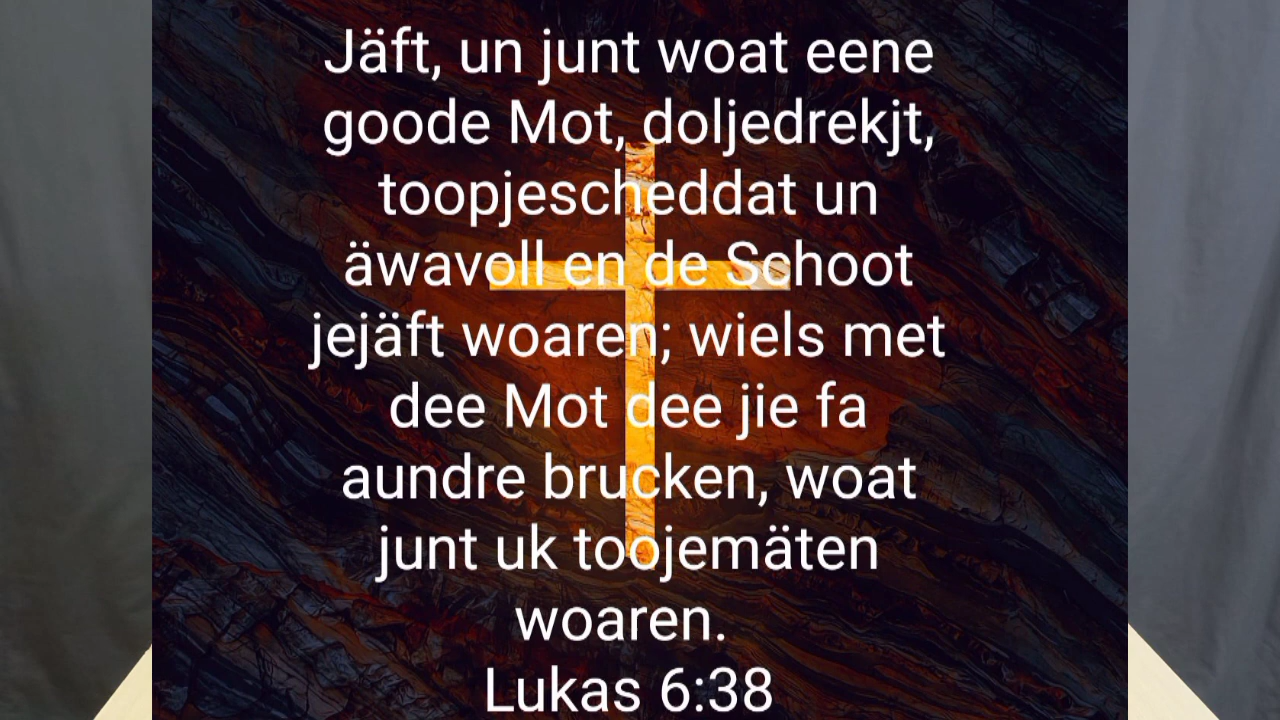 Jäft, un junt woat eene
goode Mot, doljedrekjt,
toopjescheddat un
äwavoll en de Schoot
jejäft woaren; wiels met
dee Mot dee jie fa
aundre brucken, woat
junt uk toojemäten
woaren.
Lukas 6:38